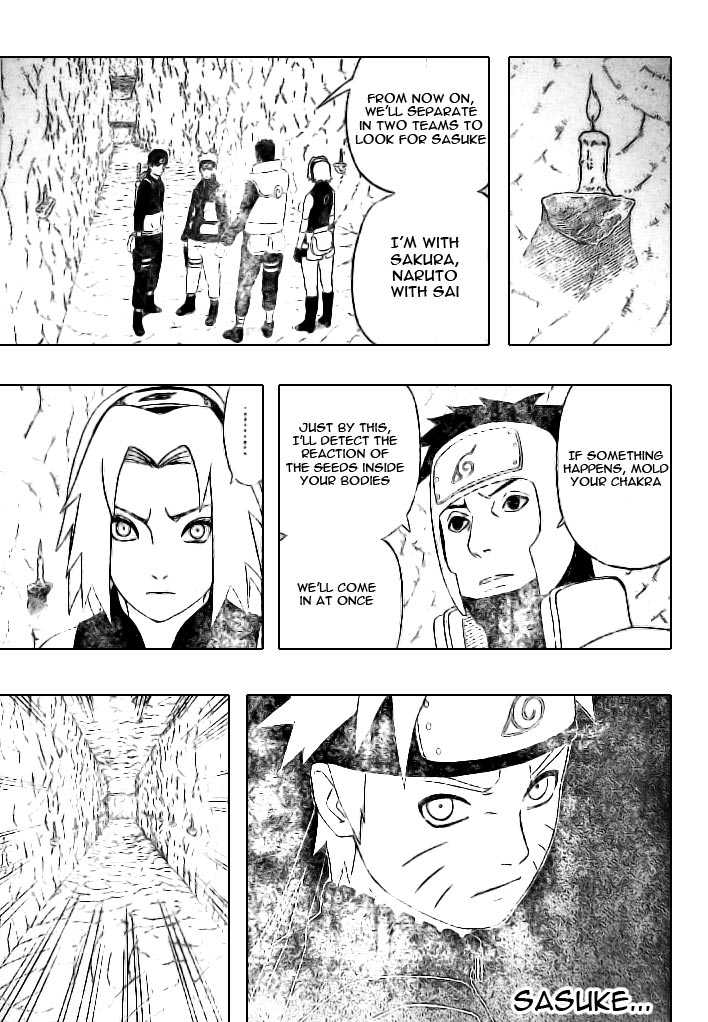 FROM NOW ON,
WE'LL SEPARATE
IN TWO TEAMS TO
LOOK FOR SASUKE
I'M WITH
SAKURA,
NARUTO
WITH SAI
IF SOMETHING
HAPPENS, MOLD
YOUR CHAKRA
JUST BY THIS,
I'LL DETECT THE
REACTION OF
THE SEEDS INSIDE
YOUR BODIES
WE'LL COME
IN AT ONCE
.........
SASUKE...